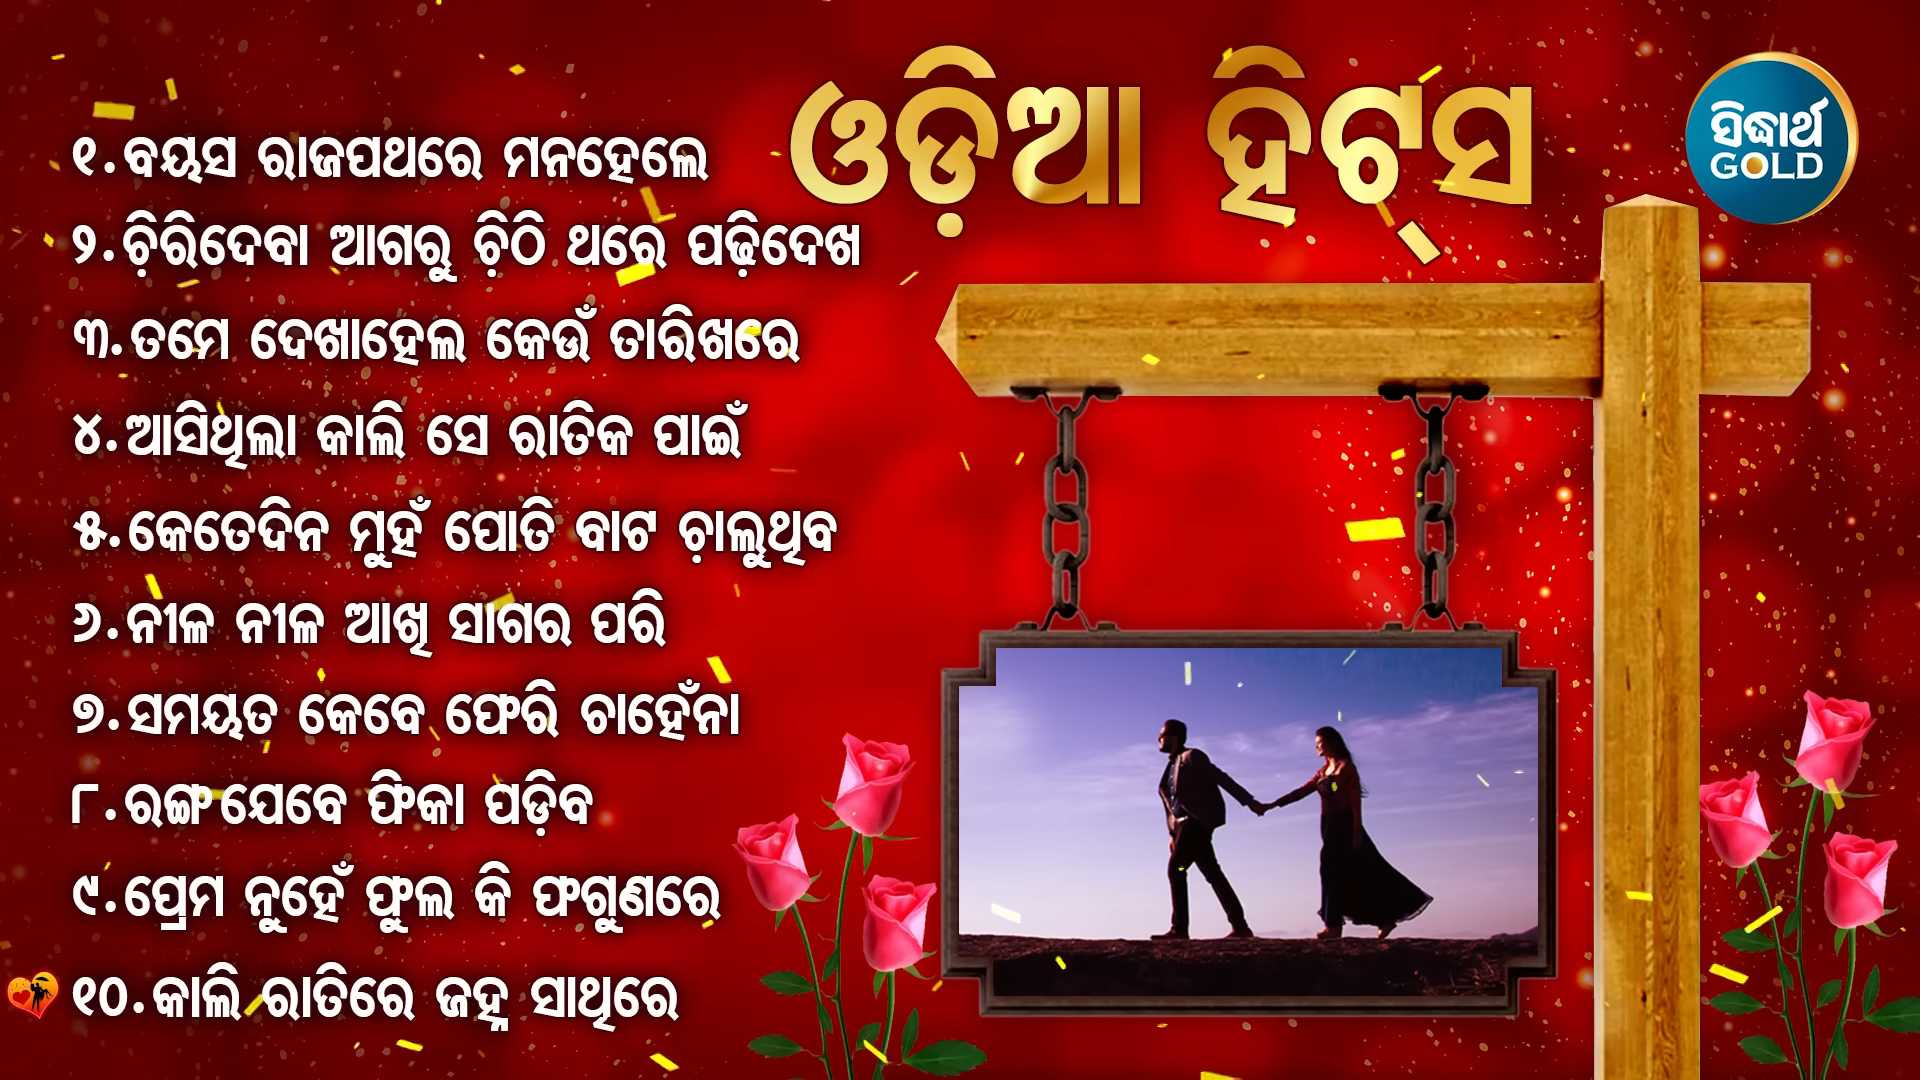 ଓଡ଼ିଆ ହିଟ୍ସ
ସିଦ୍ଧାର୍ଥ
GOLD
୧.ବୟସ ରାଜପଥରେ ମନହେଲେ
୨.ଚ଼ିରିଦେବା ଆଗରୁ ଚ଼ିଠି ଥରେ ପଢ଼ିଦେଖ
୩.ତମେ ଦେଖାହେଲ କେଉଁ ତାରିଖରେ
୪.ଆସିଥିଲା କାଲି ସେ ରାତିକ ପାଇଁ
୫.କେତେଦିନ ମୁହଁ ପୋତି ବାଟ ଚ଼ାଲୁଥିବ
୬.ନୀଳ ନୀଳ ଆଖି ସାଗର ପରି
୭.ସମୟତ କେବେ ଫେରି ଚାହେଁନା
୮.ରଙ୍ଗ ଯେବେ ଫିକା ପଡ଼ିବ
୯.ପ୍ରେମ ନୁହେଁ ଫୁଲ କି ଫଗୁଣରେ
୧୦.କାଲି ରାତିରେ ଜହ୍ନ ସାଥିରେ